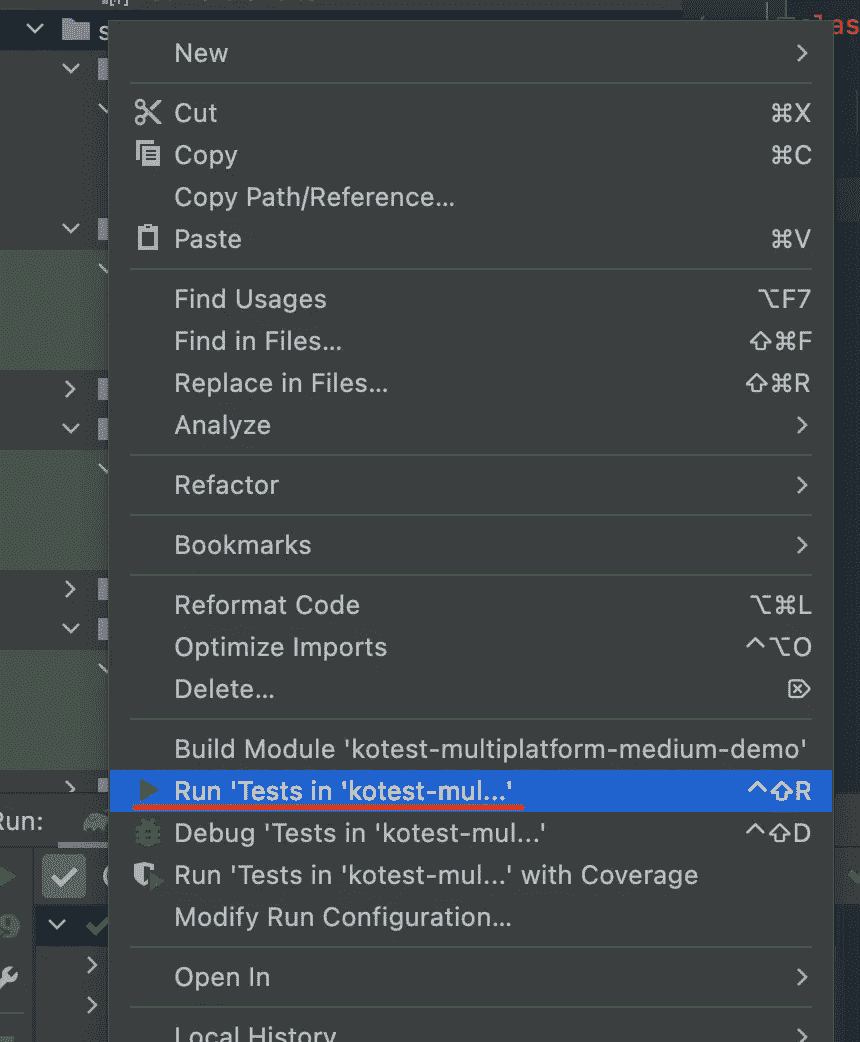 s
New
Cut ⌘X
Copy ⌘C
Copy Path/Reference...
Paste ⌘V
Find Usages ⌥F7
Find in Files... ⇧⌘F
Replace in Files... ⇧⌘R
Analyze
Refactor
Bookmarks
Reformat Code ⌥⌘L
Optimize Imports ^⌥O
Delete... ⌦
Build Module 'kotest-multiplatform-medium-demo'
Run 'Tests in 'kotest-mul...' ^⇧R
Debug 'Tests in 'kotest-mul...' ^⇧D
Run 'Tests in 'kotest-mul...' with Coverage
Modify Run Configuration...
Open In
Local History
las
Run: